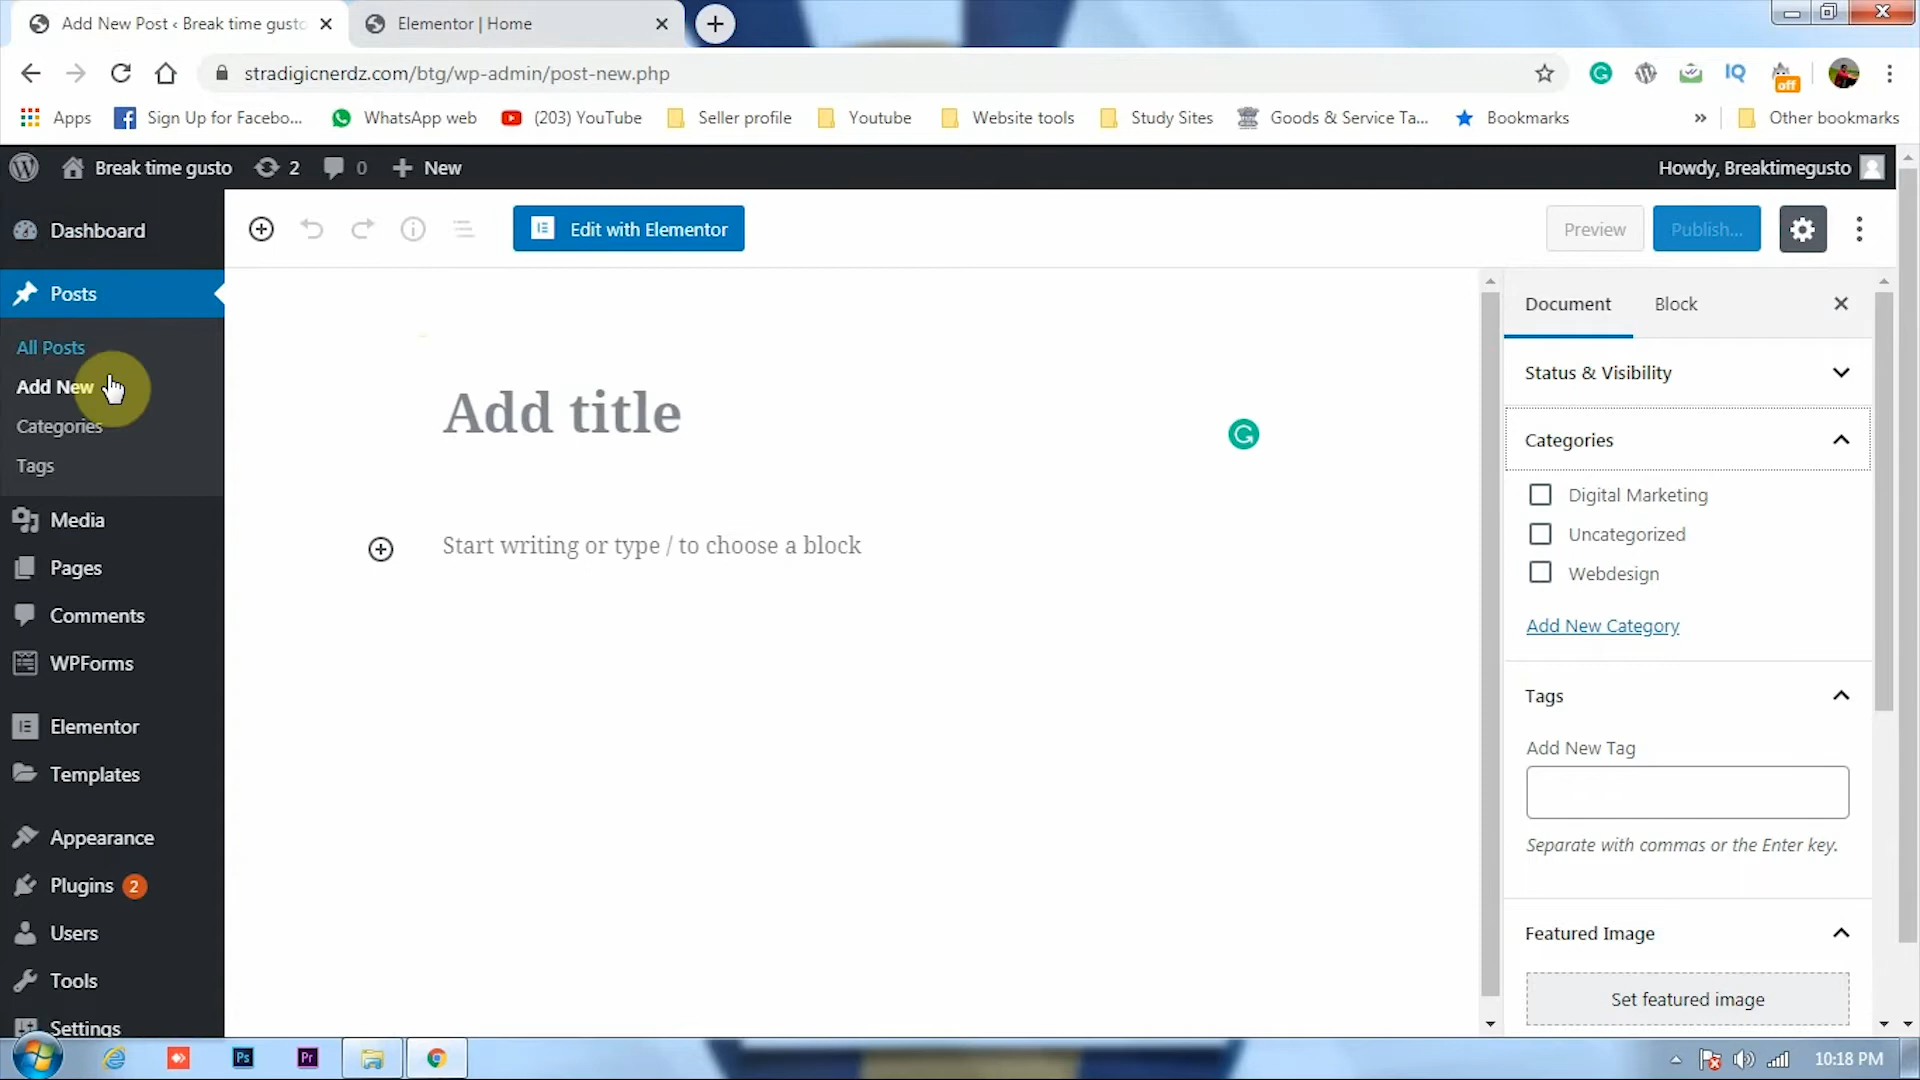 Add New Post ‹ Break time gusto
Elementor | Home
stradigicnerdz.com/btg/wp-admin/post-new.php
IQ
off
Apps
Sign Up for Facebo...
WhatsApp web
(203) YouTube
Seller profile
Youtube
Website tools
Study Sites
Goods & Service Ta...
Bookmarks
»
Other bookmarks
Break time gusto
2
0
New
Howdy, Breaktimegusto
Dashboard
Edit with Elementor
Preview
Publish...
Posts
Document
Block
All Posts
Add New
Categories
Tags
Status & Visibility
Add title
Categories
Digital Marketing
Uncategorized
Webdesign
Add New Category
Start writing or type / to choose a block
Media
Pages
Comments
WPForms
Elementor
Templates
Appearance
Plugins 2
Users
Tools
Settings
Tags
Add New Tag
Separate with commas or the Enter key.
Featured Image
Set featured image
Ps
Pr
10:18 PM